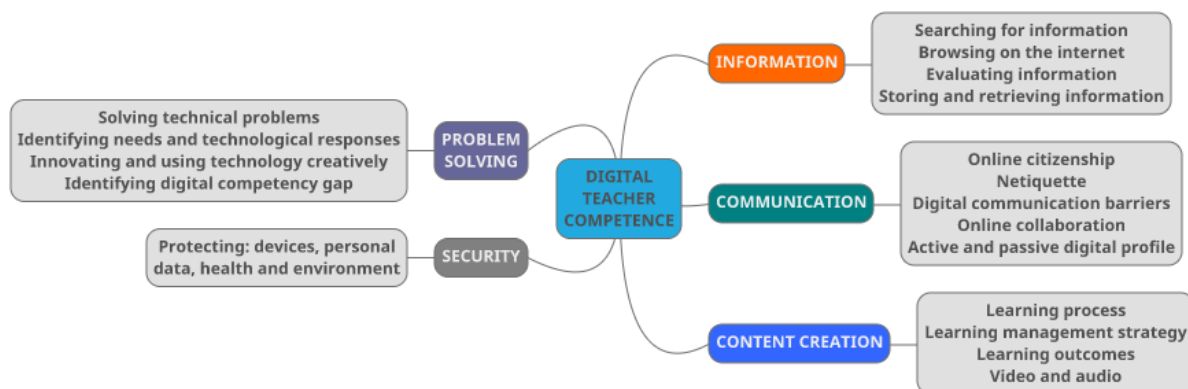 DIGITAL
TEACHER
COMPETENCE
INFORMATION
Searching for information
Browsing on the internet
Evaluating information
Storing and retrieving information
COMMUNICATION
Online citizenship
Netiquette
Digital communication barriers
Online collaboration
Active and passive digital profile
CONTENT CREATION
Learning process
Learning management strategy
Learning outcomes
Video and audio
PROBLEM
SOLVING
Solving technical problems
Identifying needs and technological responses
Innovating and using technology creatively
Identifying digital competency gap
SECURITY
Protecting: devices, personal
data, health and environment